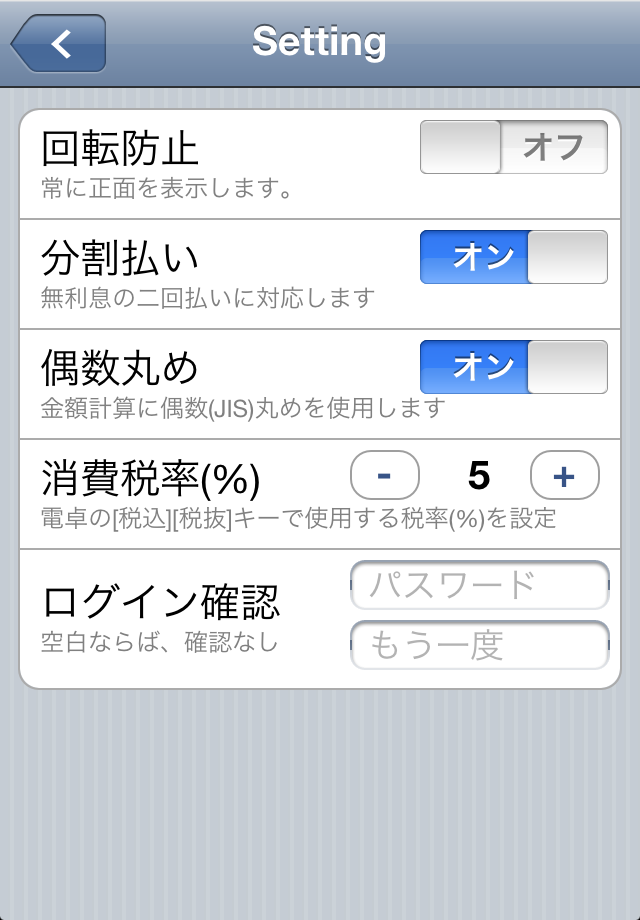 Setting
回転防止
オフ
常に正面を表示します。
分割払い
オン
無利息の二回払いに対応します
偶数丸め
オン
金額計算に偶数(JIS)丸めを使用します
消費税率(%)
- 5 +
電卓の[税込][税抜]キーで使用する税率(%)を設定
ログイン確認
空白ならば、確認なし
パスワード
もう一度